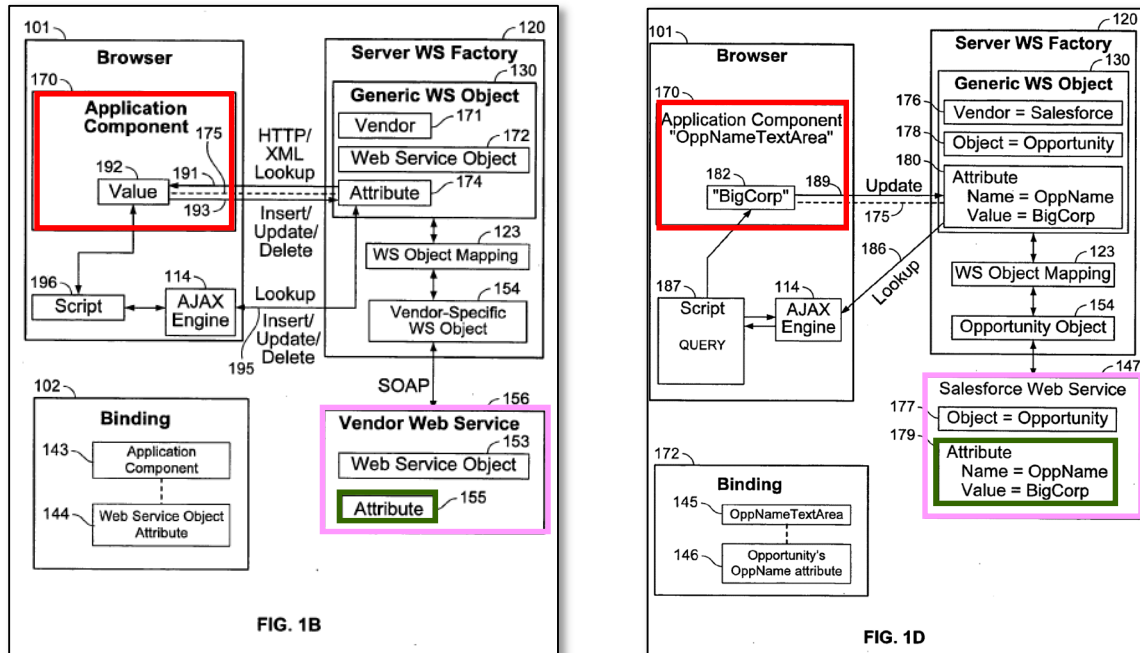 101
Browser
170
Application
Component
175
192
191
Value
193
HTTP/
XML
Lookup
Insert/
Update/
Delete
196
Script
114
AJAX
Engine
Lookup
Insert/
Update/
Delete
195
120
Server WS Factory
130
Generic WS Object
171
Vendor
172
Web Service Object
Attribute
174
123
WS Object Mapping
154
Vendor-Specific
WS Object
SOAP
156
Vendor Web Service
153
Web Service Object
Attribute
155
102
Binding
143
Application
Component
144
Web Service Object
Attribute
FIG. 1B
101
Browser
170
Application Component
"OppNameTextArea"
182
"BigCorp"
189
Update
175
186
Lookup
187
Script
QUERY
114
AJAX
Engine
120
Server WS Factory
130
Generic WS Object
176
Vendor = Salesforce
178
Object = Opportunity
180
Attribute
Name = OppName
Value = BigCorp
123
WS Object Mapping
154
Opportunity Object
147
Salesforce Web Service
177
Object = Opportunity
179
Attribute
Name = OppName
Value = BigCorp
172
Binding
145
OppNameTextArea
146
Opportunity's
OppName attribute
FIG. 1D